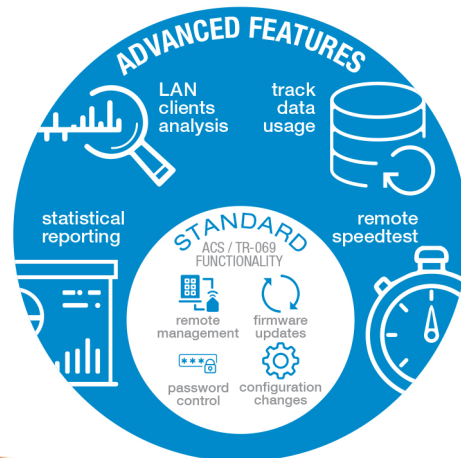 ADVANCED FEATURES
LAN
clients
analysis
track
data
usage
statistical
reporting
remote
speedtest
STANDARD
ACS / TR-069
FUNCTIONALITY
remote
management
firmware
updates
***
password
control
configuration
changes